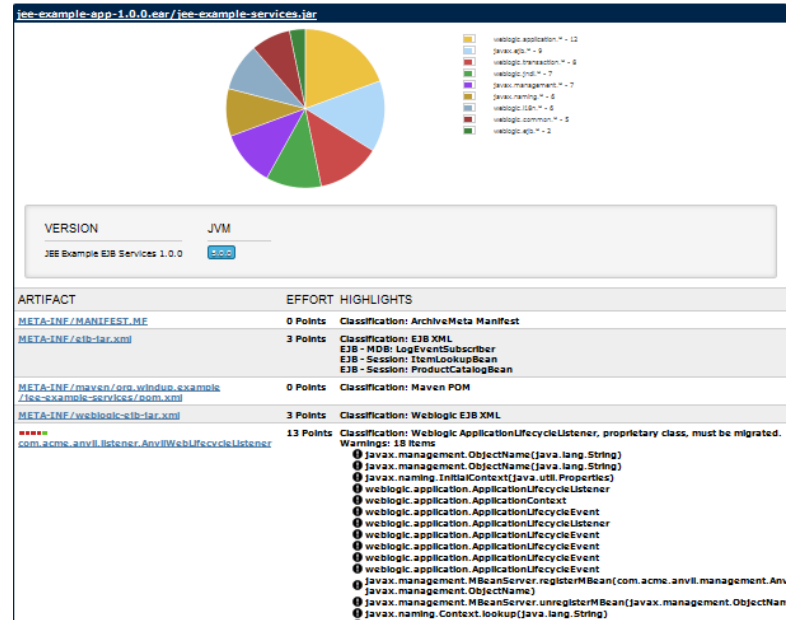 jee-example-app-1.0.0.ear/jee-example-services.jar
weblogic.application.* - 12
javax.ejb.* - 9
weblogic.transaction.* - 8
weblogic.jndi.* - 7
javax.management.* - 7
javax.naming.* - 6
weblogic.i18n.* - 6
weblogic.common.* - 5
weblogic.ejb.* - 2
VERSION JVM
JEE Example EJB Services 1.0.0 5.0.0
ARTIFACT EFFORT HIGHLIGHTS
META-INF/MANIFEST.MF 0 Points Classification: ArchiveMeta Manifest
META-INF/ejb-jar.xml 3 Points Classification: EJB XML
EJB - MDB: LogEventSubscriber
EJB - Session: ItemLookupBean
EJB - Session: ProductCatalogBean
META-INF/maven/org.windup.example 0 Points Classification: Maven POM
/jee-example-services/pom.xml
META-INF/weblogic-ejb-jar.xml 3 Points Classification: Weblogic EJB XML
13 Points Classification: Weblogic ApplicationLifecycleListener, proprietary class, must be migrated.
com.acme.anvil.listener.AnvilWebLifecycleListener Warnings: 18 items
javax.management.ObjectName(java.lang.String)
javax.management.ObjectName(java.lang.String)
javax.naming.InitialContext(java.util.Properties)
weblogic.application.ApplicationLifecycleListener
weblogic.application.ApplicationContext
weblogic.application.ApplicationLifecycleEvent
weblogic.application.ApplicationLifecycleListener
weblogic.application.ApplicationLifecycleEvent
weblogic.application.ApplicationLifecycleEvent
weblogic.application.ApplicationLifecycleEvent
weblogic.application.ApplicationLifecycleEvent
javax.management.MBeanServer.registerMBean(com.acme.anvil.management.Anv
javax.management.ObjectName)
javax.management.MBeanServer.unregisterMBean(javax.management.ObjectNam
javax.naming.Context.lookup(java.lang.String)